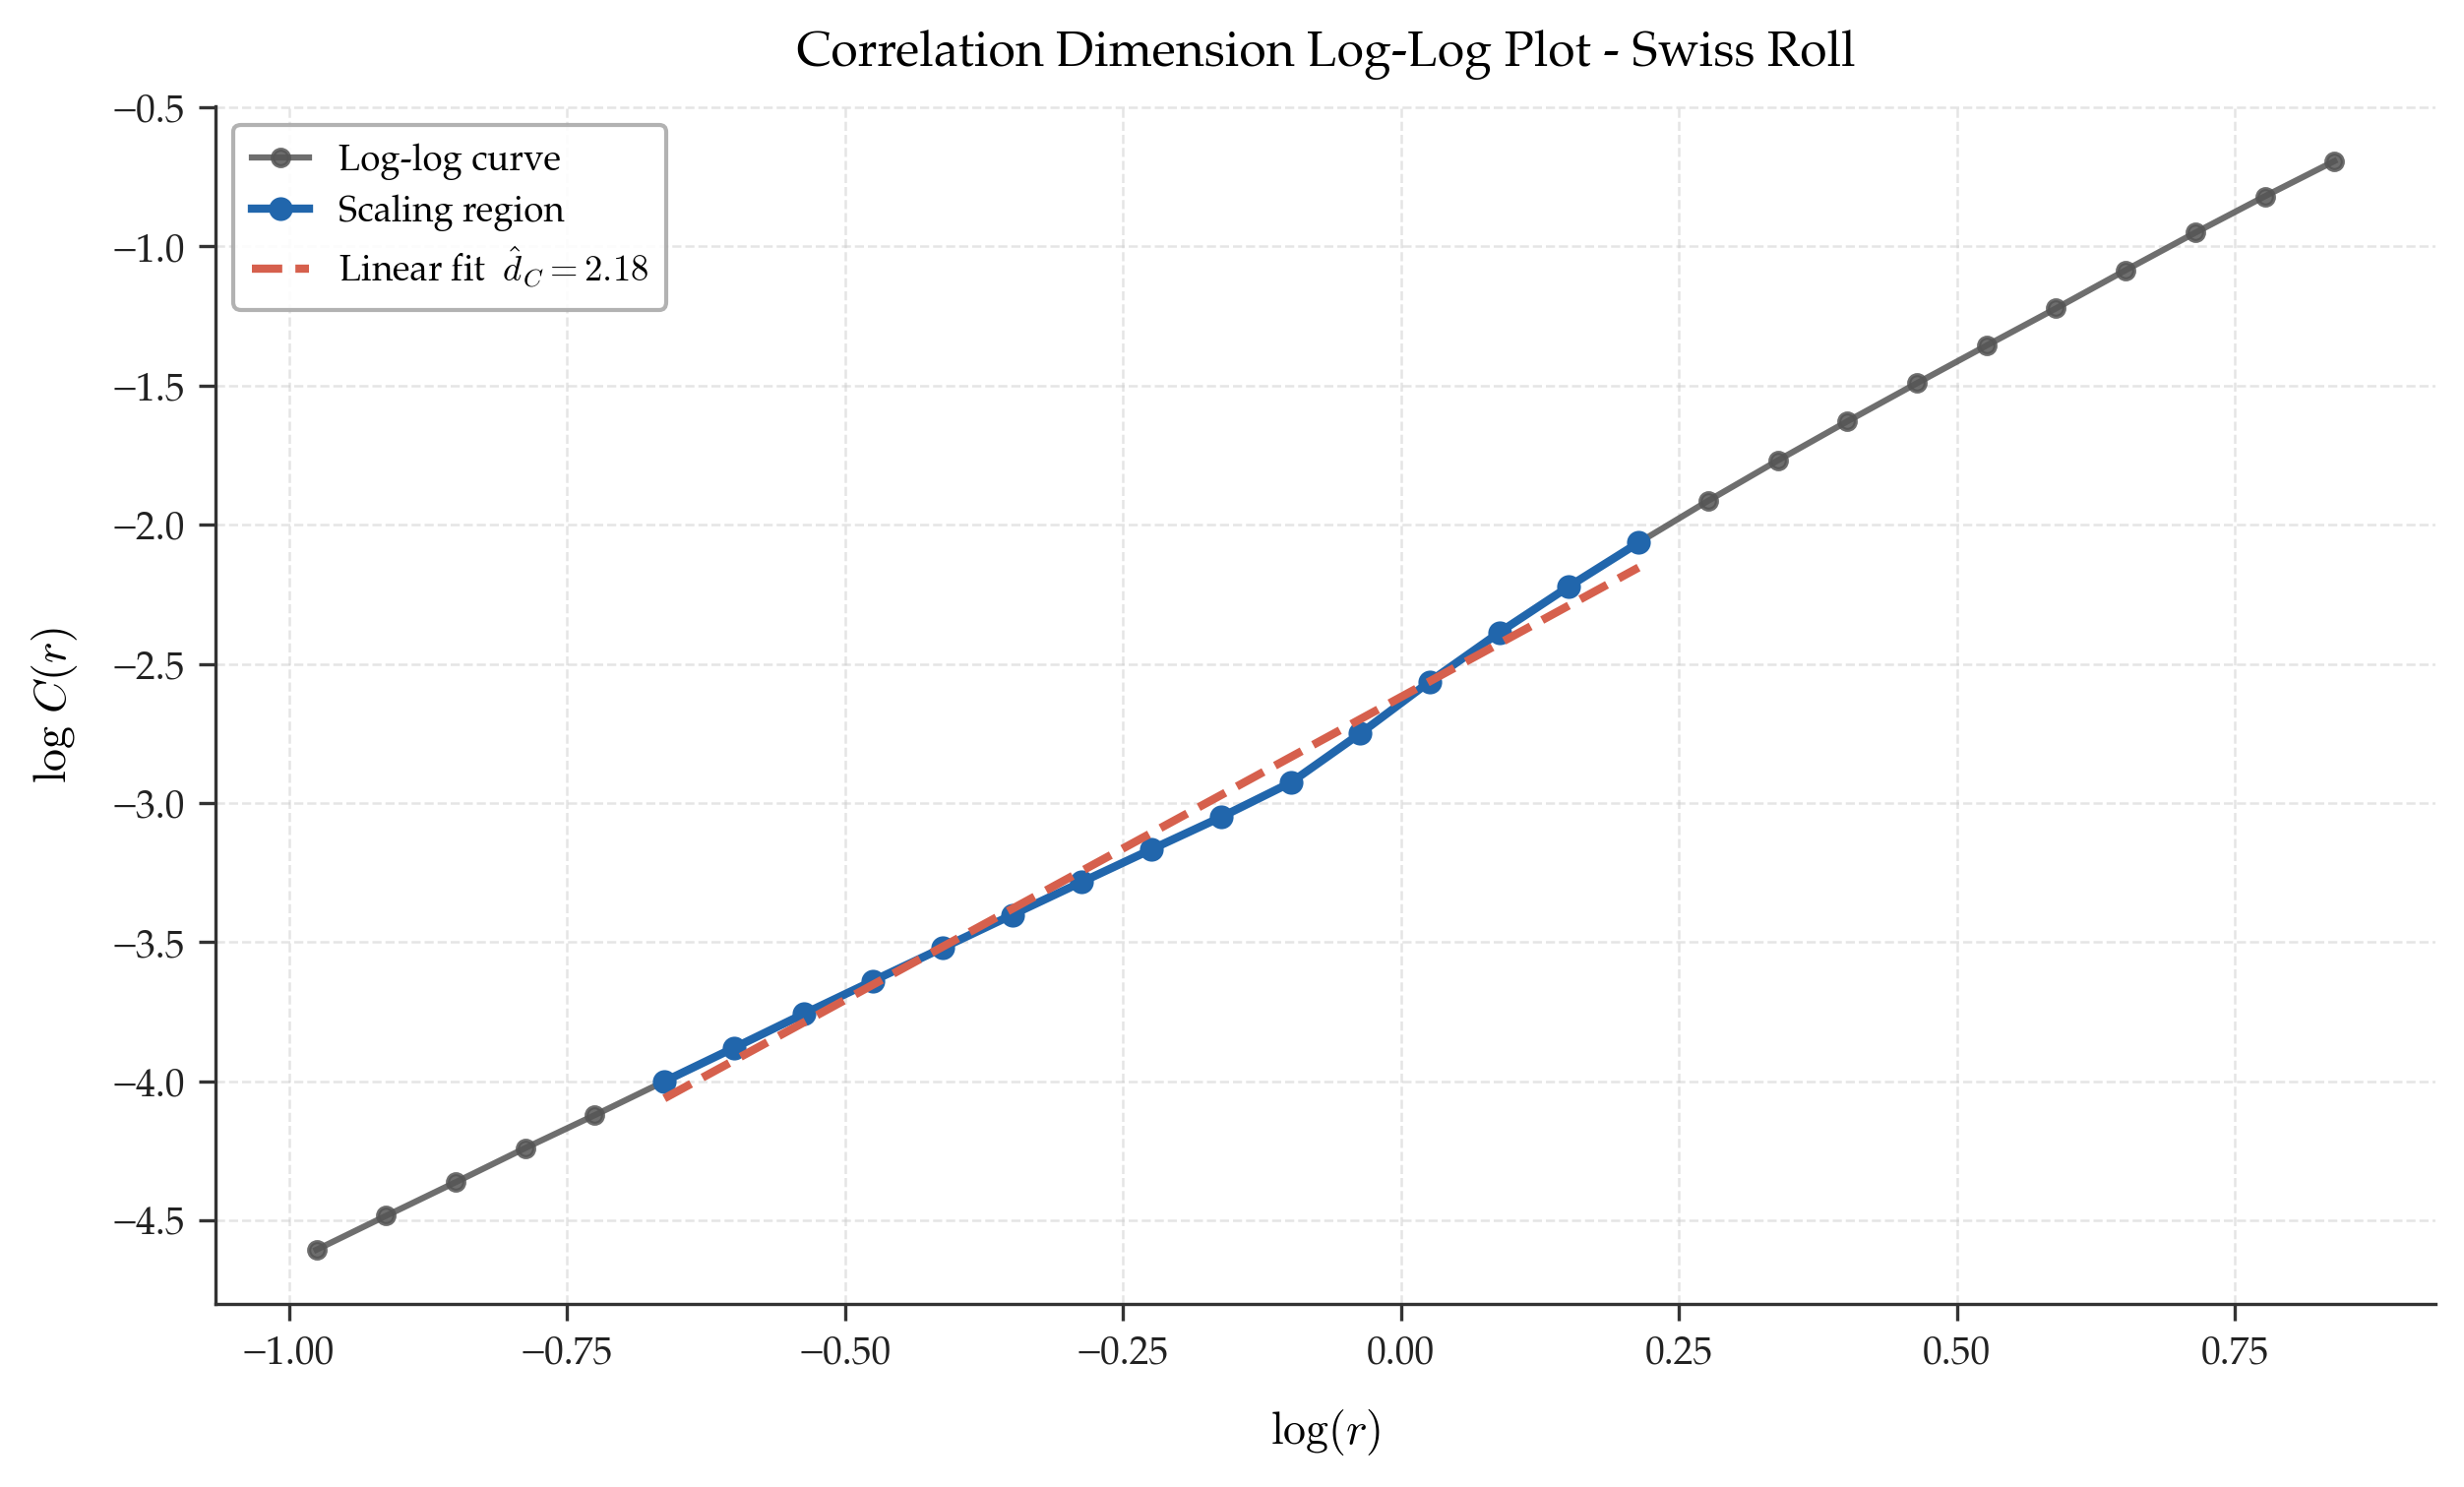 Correlation Dimension Log-Log Plot - Swiss Roll
Log-log curve
Scaling region
Linear fit $\hat{d}_C = 2.18$
log C(r)
−0.5
−1.0
−1.5
−2.0
−2.5
−3.0
−3.5
−4.0
−4.5
−1.00 −0.75 −0.50 −0.25 0.00 0.25 0.50 0.75
log(r)